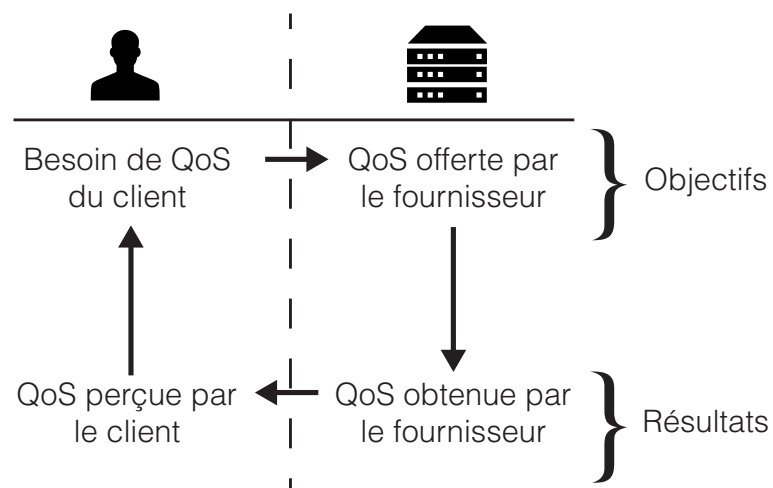 Besoin de QoS
du client
QoS offerte par
le fournisseur
Objectifs
QoS perçue par
le client
QoS obtenue par
le fournisseur
Résultats